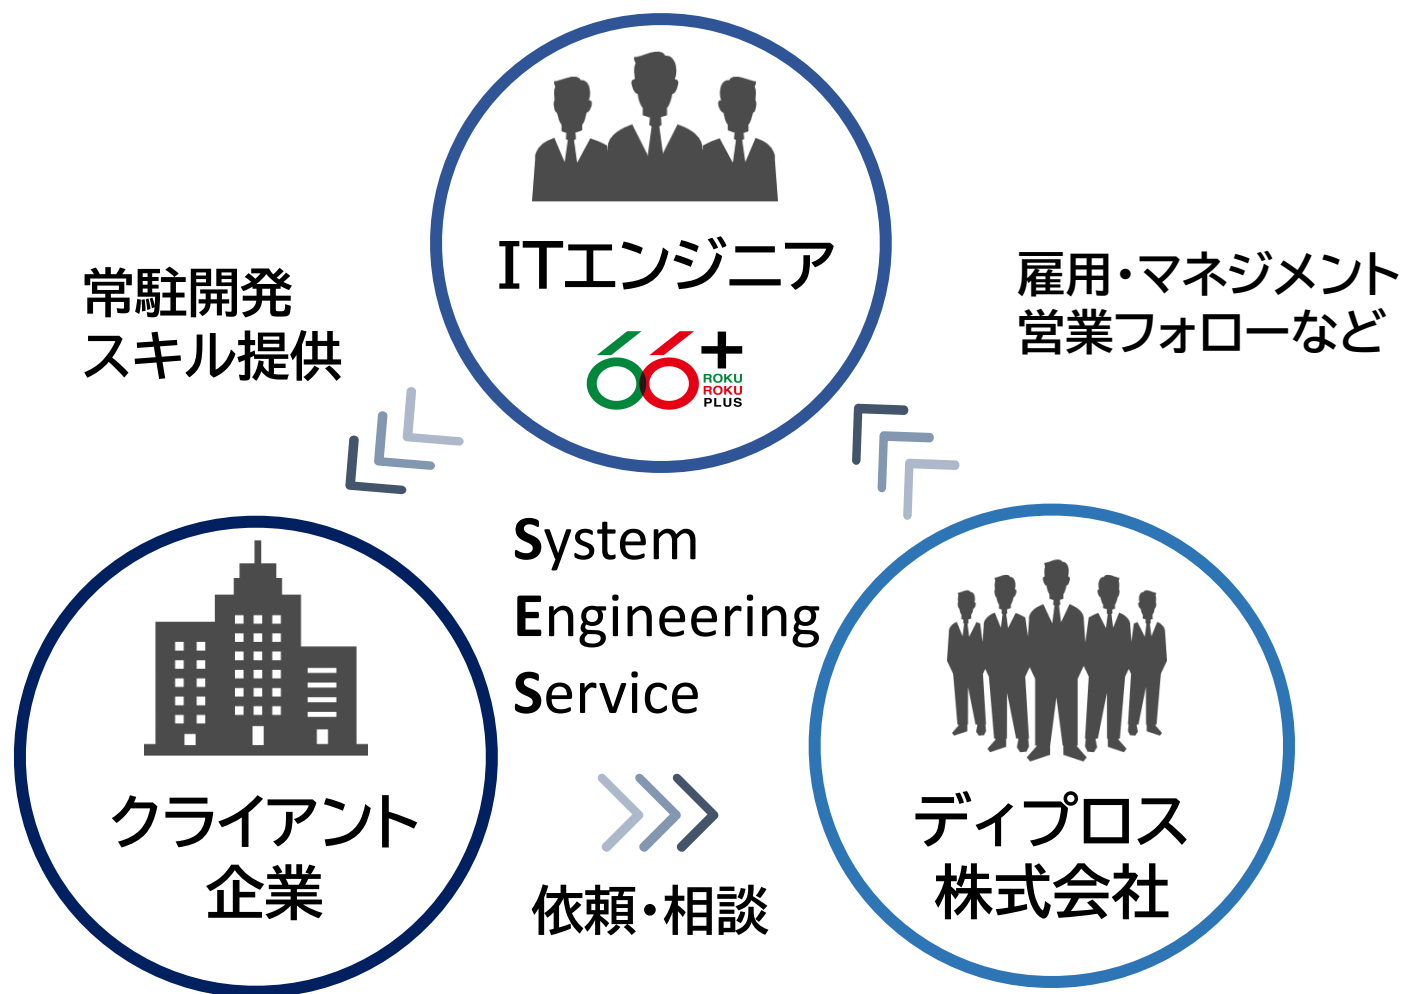 ITエンジニア
66+
ROKU
ROKU
PLUS
常駐開発
スキル提供
雇用・マネジメント
営業フォローなど
System
Engineering
Service
クライアント
企業
依頼・相談
ディプロス
株式会社